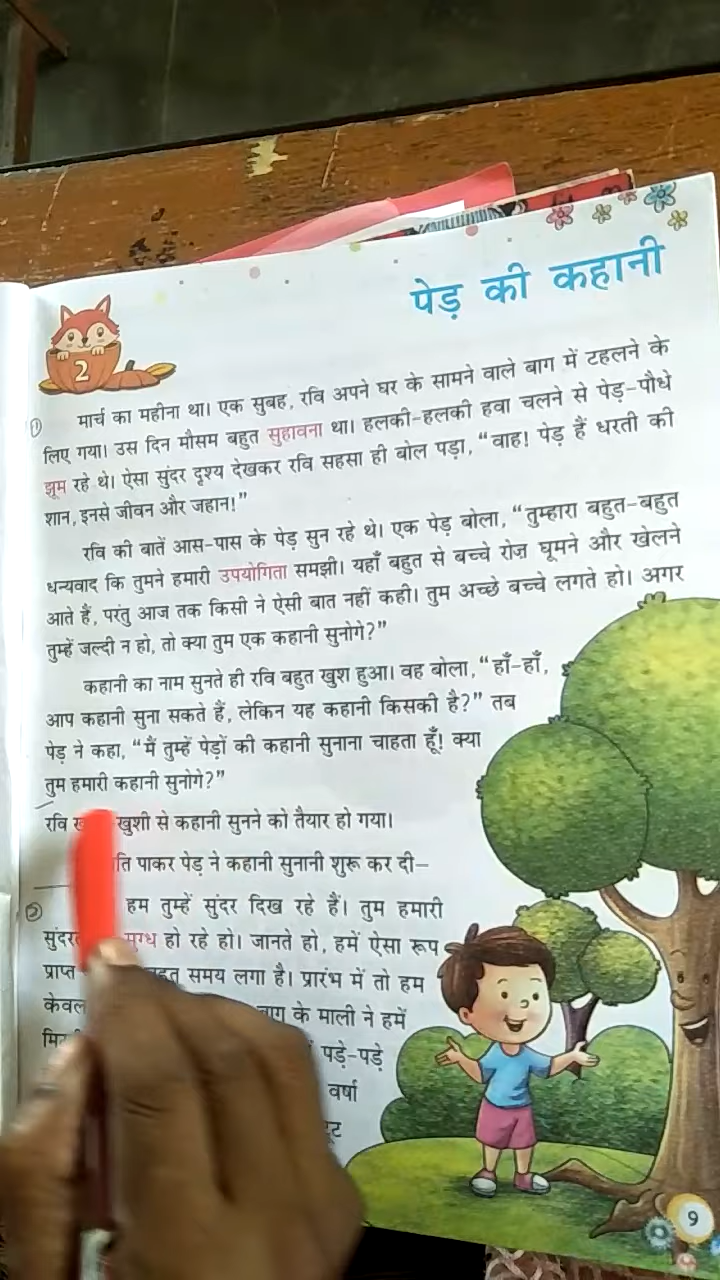 पेड़ की कहानी
2
① मार्च का महीना था। एक सुबह, रवि अपने घर के सामने वाले बाग में टहलने के
लिए गया। उस दिन मौसम बहुत सुहावना था। हलकी-हलकी हवा चलने से पेड़-पौधे
झूम रहे थे। ऐसा सुंदर दृश्य देखकर रवि सहसा ही बोल पड़ा, “वाह! पेड़ हैं धरती की
शान, इनसे जीवन और जहान!”
रवि की बातें आस-पास के पेड़ सुन रहे थे। एक पेड़ बोला, “तुम्हारा बहुत-बहुत
धन्यवाद कि तुमने हमारी उपयोगिता समझी। यहाँ बहुत से बच्चे रोज़ घूमने और खेलने
आते हैं, परंतु आज तक किसी ने ऐसी बात नहीं कही। तुम अच्छे बच्चे लगते हो। अगर
तुम्हें जल्दी न हो, तो क्या तुम एक कहानी सुनोगे?”
कहानी का नाम सुनते ही रवि बहुत खुश हुआ। वह बोला, “हाँ-हाँ,
आप कहानी सुना सकते हैं, लेकिन यह कहानी किसकी है?” तब
पेड़ ने कहा, “मैं तुम्हें पेड़ों की कहानी सुनाना चाहता हूँ! क्या
तुम हमारी कहानी सुनोगे?”
रवि खुशी से कहानी सुनने को तैयार हो गया।
पाकर पेड़ ने कहानी सुनानी शुरू कर दी–
② हम तुम्हें सुंदर दिख रहे हैं। तुम हमारी
मुग्ध हो रहे हो। जानते हो, हमें ऐसा रूप
प्राप्त बहुत समय लगा है। प्रारंभ में तो हम
केवल बाग के माली ने हमें
पड़े-पड़े
वर्षा
9